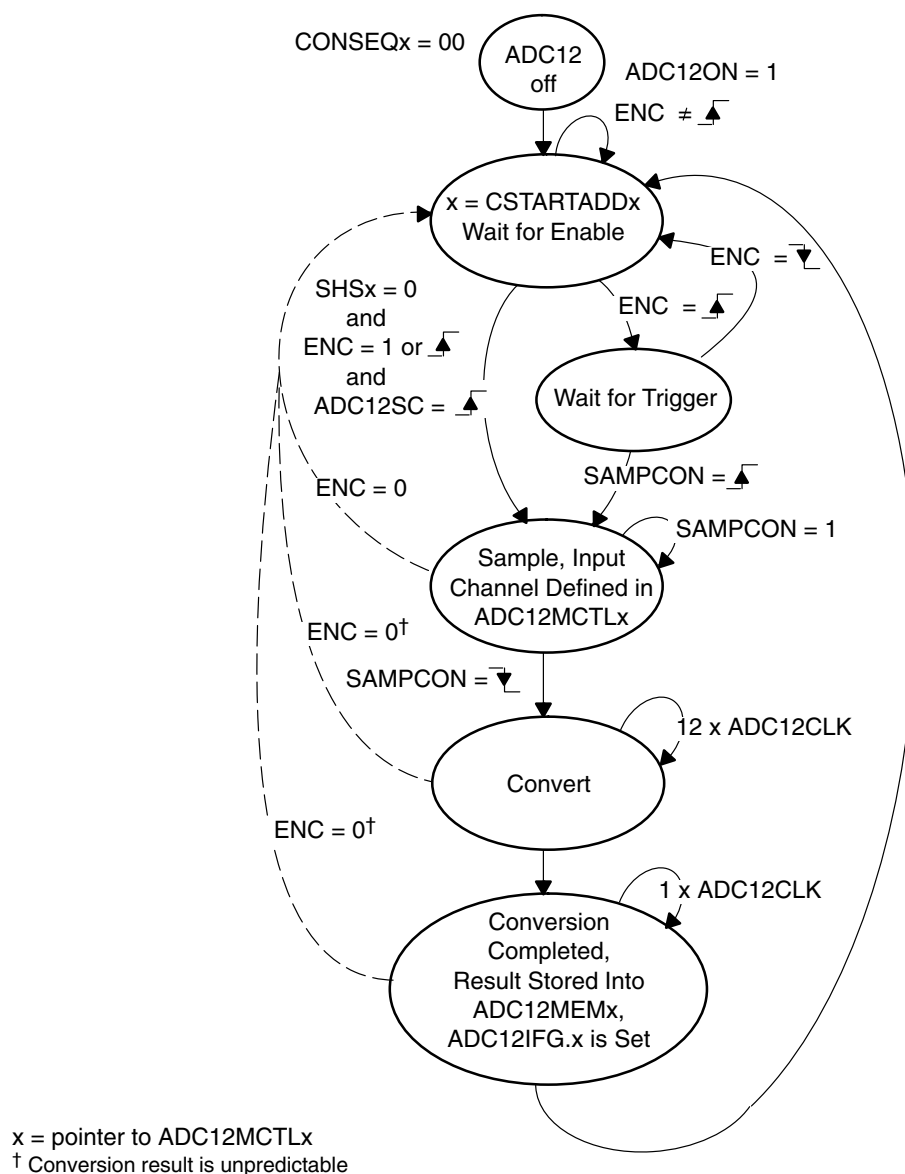 CONSEQx = 00
ADC12
off
ADC12ON = 1
ENC ≠
x = CSTARTADDx
Wait for Enable
ENC =
SHSx = 0
and
ENC = 1 or
and
ADC12SC =
ENC =
Wait for Trigger
SAMPCON =
ENC = 0
SAMPCON = 1
Sample, Input
Channel Defined in
ADC12MCTLx
ENC = 0†
SAMPCON =
12 x ADC12CLK
Convert
ENC = 0†
1 x ADC12CLK
Conversion
Completed,
Result Stored Into
ADC12MEMx,
ADC12IFG.x is Set
x = pointer to ADC12MCTLx
† Conversion result is unpredictable